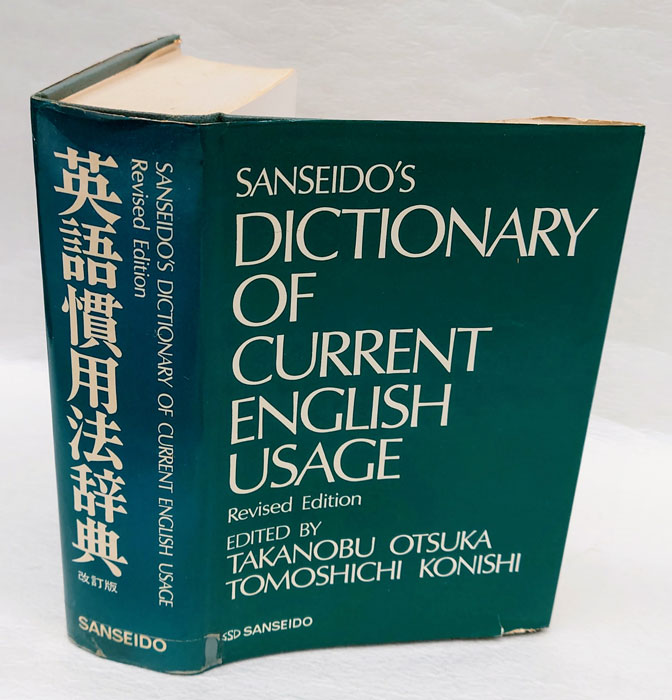 英語慣用法辞典
改訂版
SANSEIDO'S DICTIONARY OF CURRENT ENGLISH USAGE
Revised Edition
SANSEIDO
SANSEIDO'S
DICTIONARY
OF
CURRENT
ENGLISH
USAGE
Revised Edition
EDITED BY
TAKANOBU OTSUKA
TOMOSHICHI KONISHI
SSD SANSEIDO